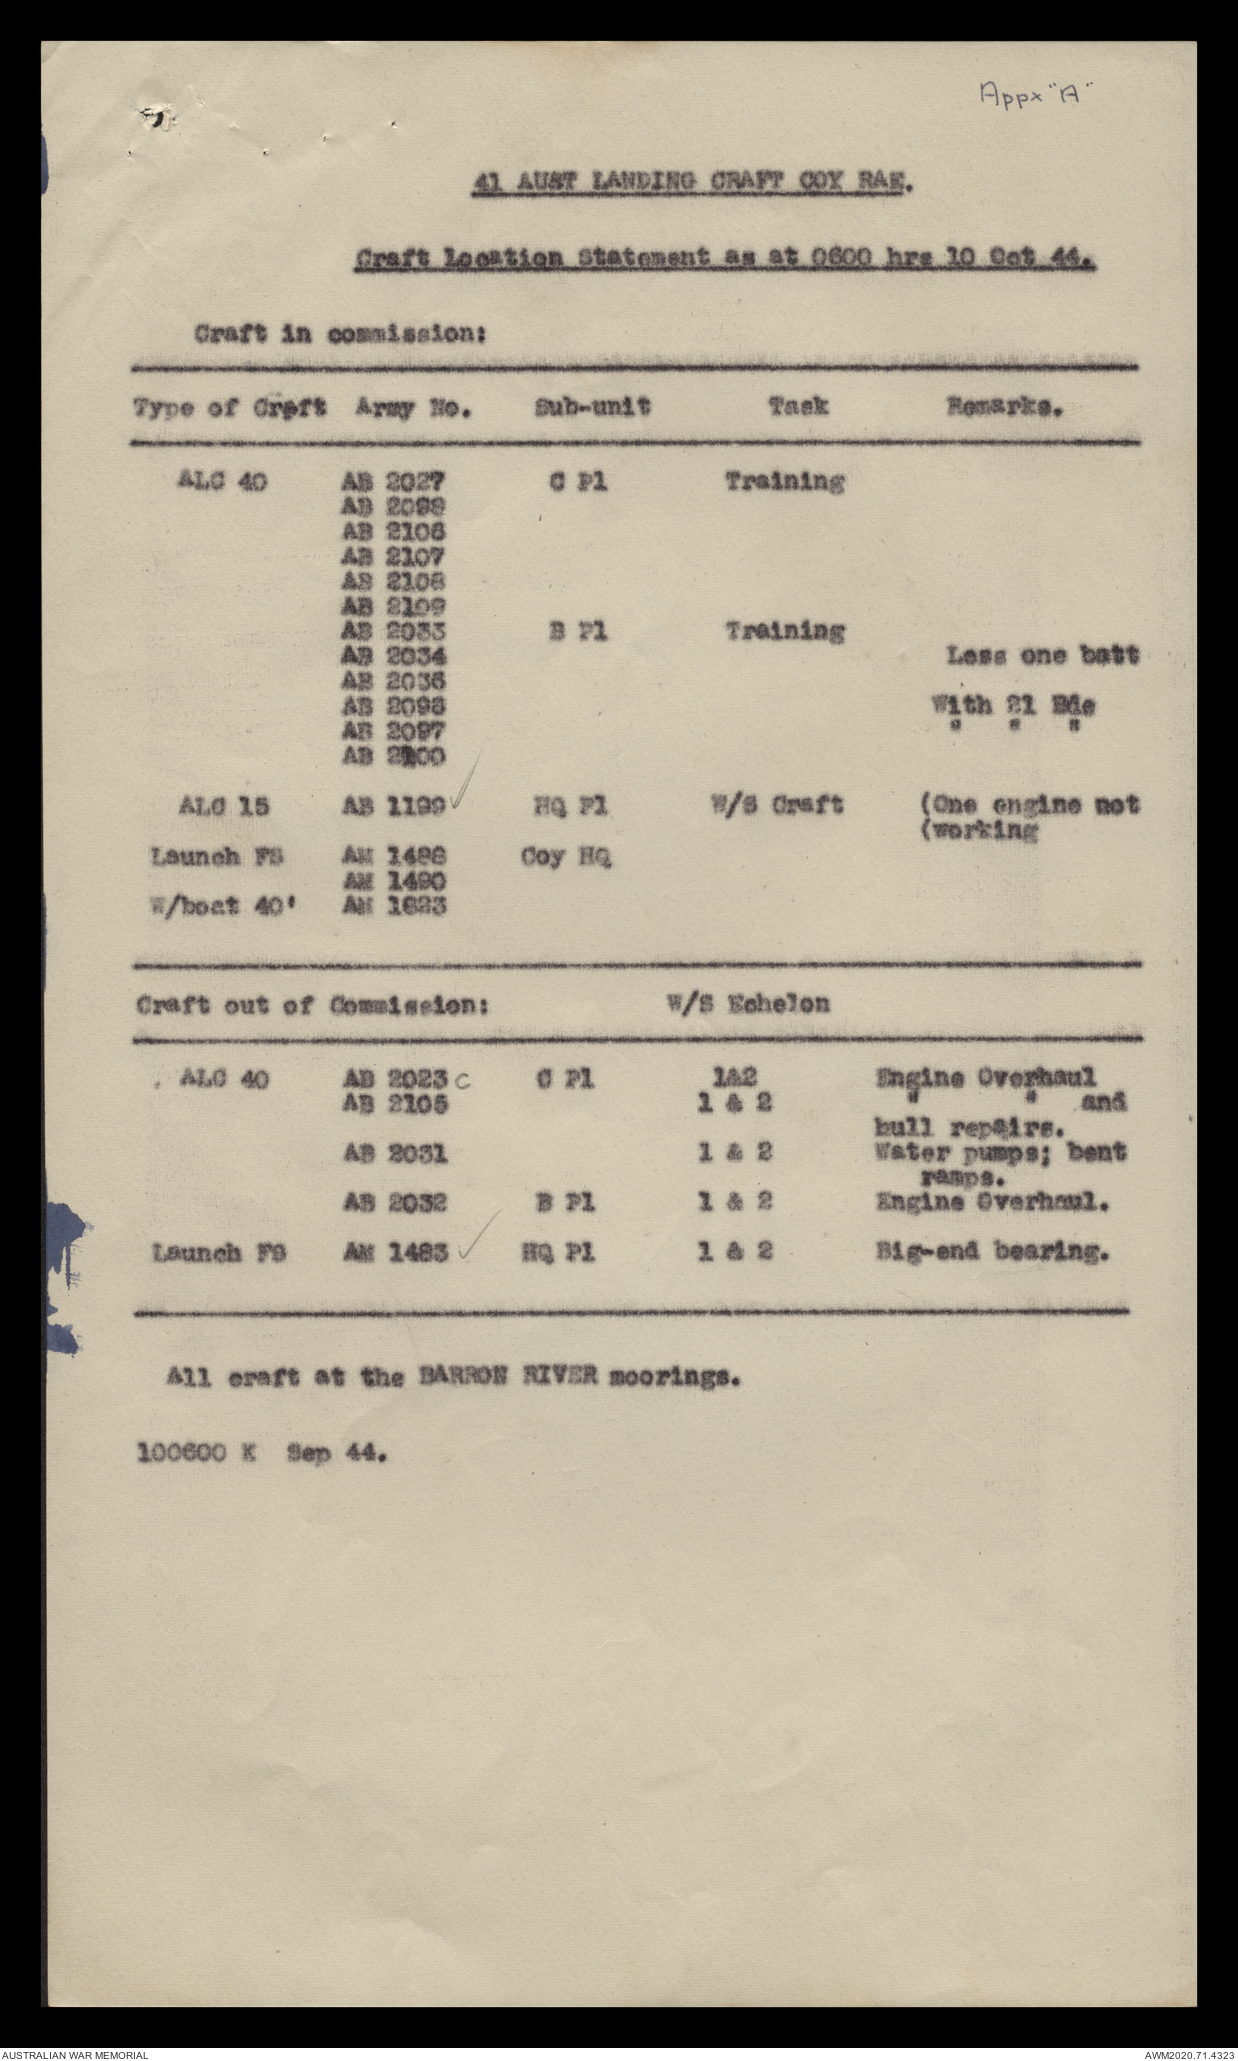 Appx "A"
41 AUST LANDING CRAFT COY RAE.
Craft Location Statement as at 0600 hrs 10 Oct 44.
Craft in commission:
Type of Craft Army No. Sub-unit Task Remarks.
ALC 40 AB 2027 C Pl Training
AB 2098
AB 2106
AB 2107
AB 2108
AB 2109
AB 2033 B Pl Training
AB 2034 Less one batt
AB 2036
AB 2096 With 21 Bde
AB 2097 " " "
AB 2100
ALC 15 AB 1199 ✓ HQ Pl W/S Craft (One engine not
(working
Launch FS AM 1488 Coy HQ
AM 1490
W/boat 40' AM 1623
Craft out of Commission: W/S Echelon
ALC 40 AB 2023 C C Pl 1&2 Engine Overhaul
AB 2105 1 & 2 " " and
bull repairs.
AB 2031 1 & 2 Water pumps; bent
ramps.
AB 2032 B Pl 1 & 2 Engine Overhaul.
Launch FS AM 1483 ✓ HQ Pl 1 & 2 Big-end bearing.
All craft at the BARRON RIVER moorings.
100600 K Sep 44.
AUSTRALIAN WAR MEMORIAL AWM2020.71.4323